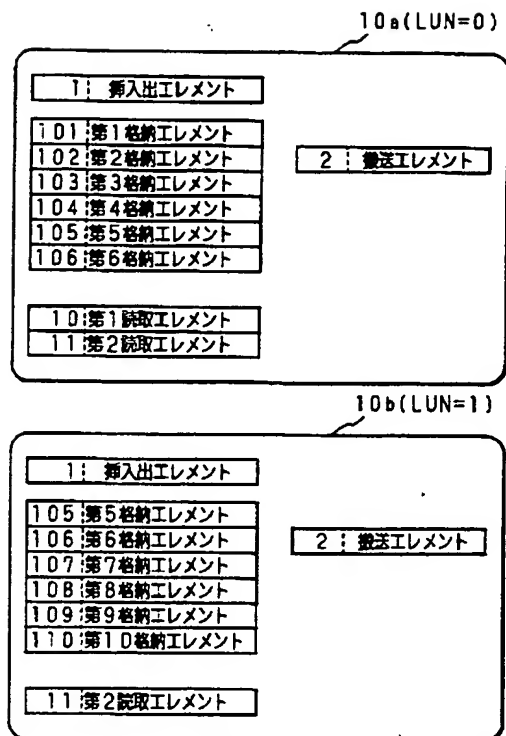 10a(LUN=0)
1 挿入出エレメント
101 第1格納エレメント
102 第2格納エレメント
103 第3格納エレメント
104 第4格納エレメント
105 第5格納エレメント
106 第6格納エレメント
2 搬送エレメント
10 第1読取エレメント
11 第2読取エレメント
10b(LUN=1)
1 挿入出エレメント
105 第5格納エレメント
106 第6格納エレメント
107 第7格納エレメント
108 第8格納エレメント
109 第9格納エレメント
110 第10格納エレメント
2 搬送エレメント
11 第2読取エレメント